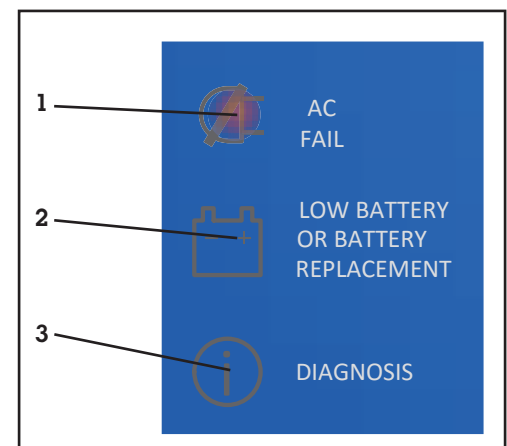 1
AC
FAIL
2
LOW BATTERY
OR BATTERY
REPLACEMENT
3
i
DIAGNOSIS